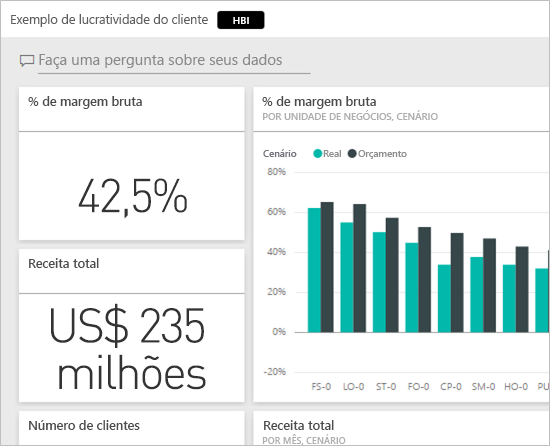 Exemplo de lucratividade do cliente HBI
Faça uma pergunta sobre seus dados
% de margem bruta
42,5%
Receita total
US$ 235
milhões
Número de clientes
% de margem bruta
POR UNIDADE DE NEGÓCIOS, CENÁRIO
Cenário Real Orçamento
80%
60%
40%
20%
0%
-20%
FS-0 LO-0 ST-0 FO-0 CP-0 SM-0 HO-0 PU
Receita total
POR MÊS, CENÁRIO